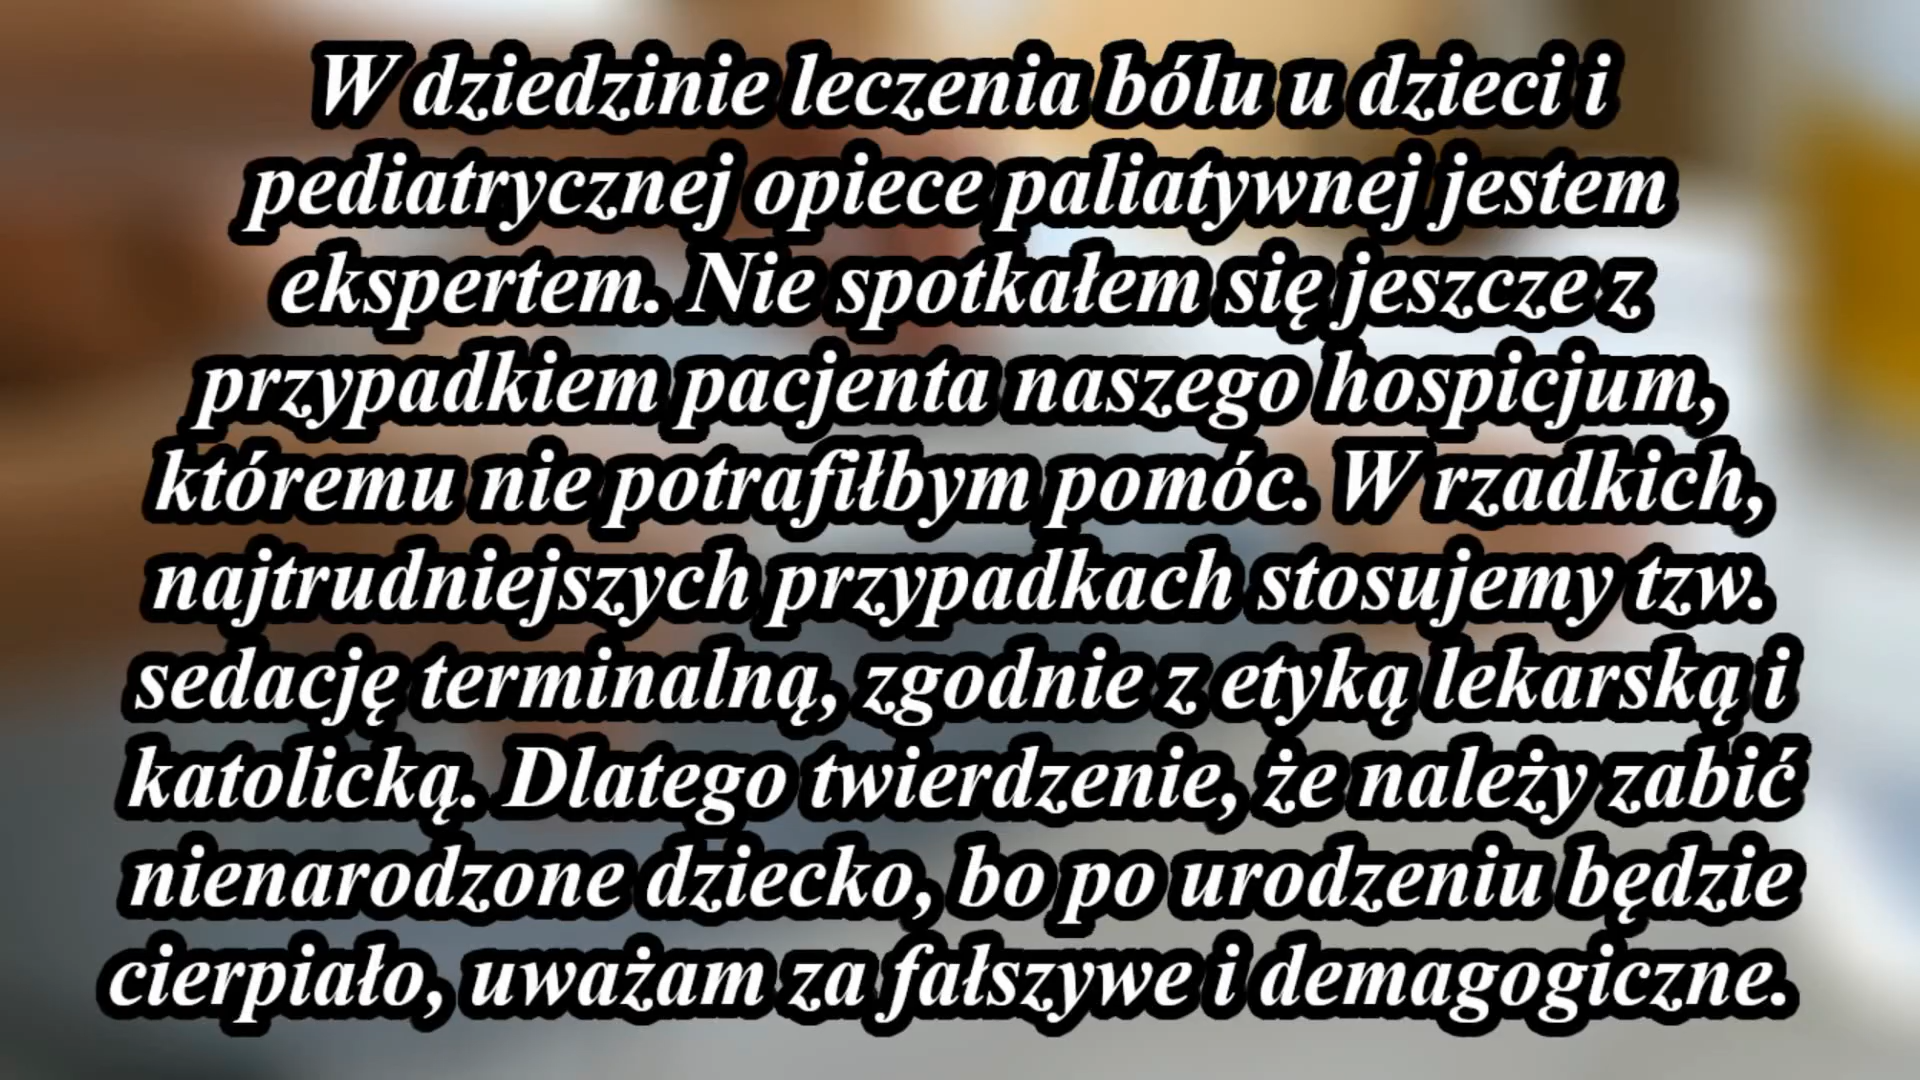 W dziedzinie leczenia bólu u dzieci i
pediatrycznej opiece paliatywnej jestem
ekspertem. Nie spotkałem się jeszcze z
przypadkiem pacjenta naszego hospicjum,
któremu nie potrafiłbym pomóc. W rzadkich,
najtrudniejszych przypadkach stosujemy tzw.
sedację terminalną, zgodnie z etyką lekarską i
katolicką. Dlatego twierdzenie, że należy zabić
nienarodzone dziecko, bo po urodzeniu będzie
cierpiało, uważam za fałszywe i demagogiczne.